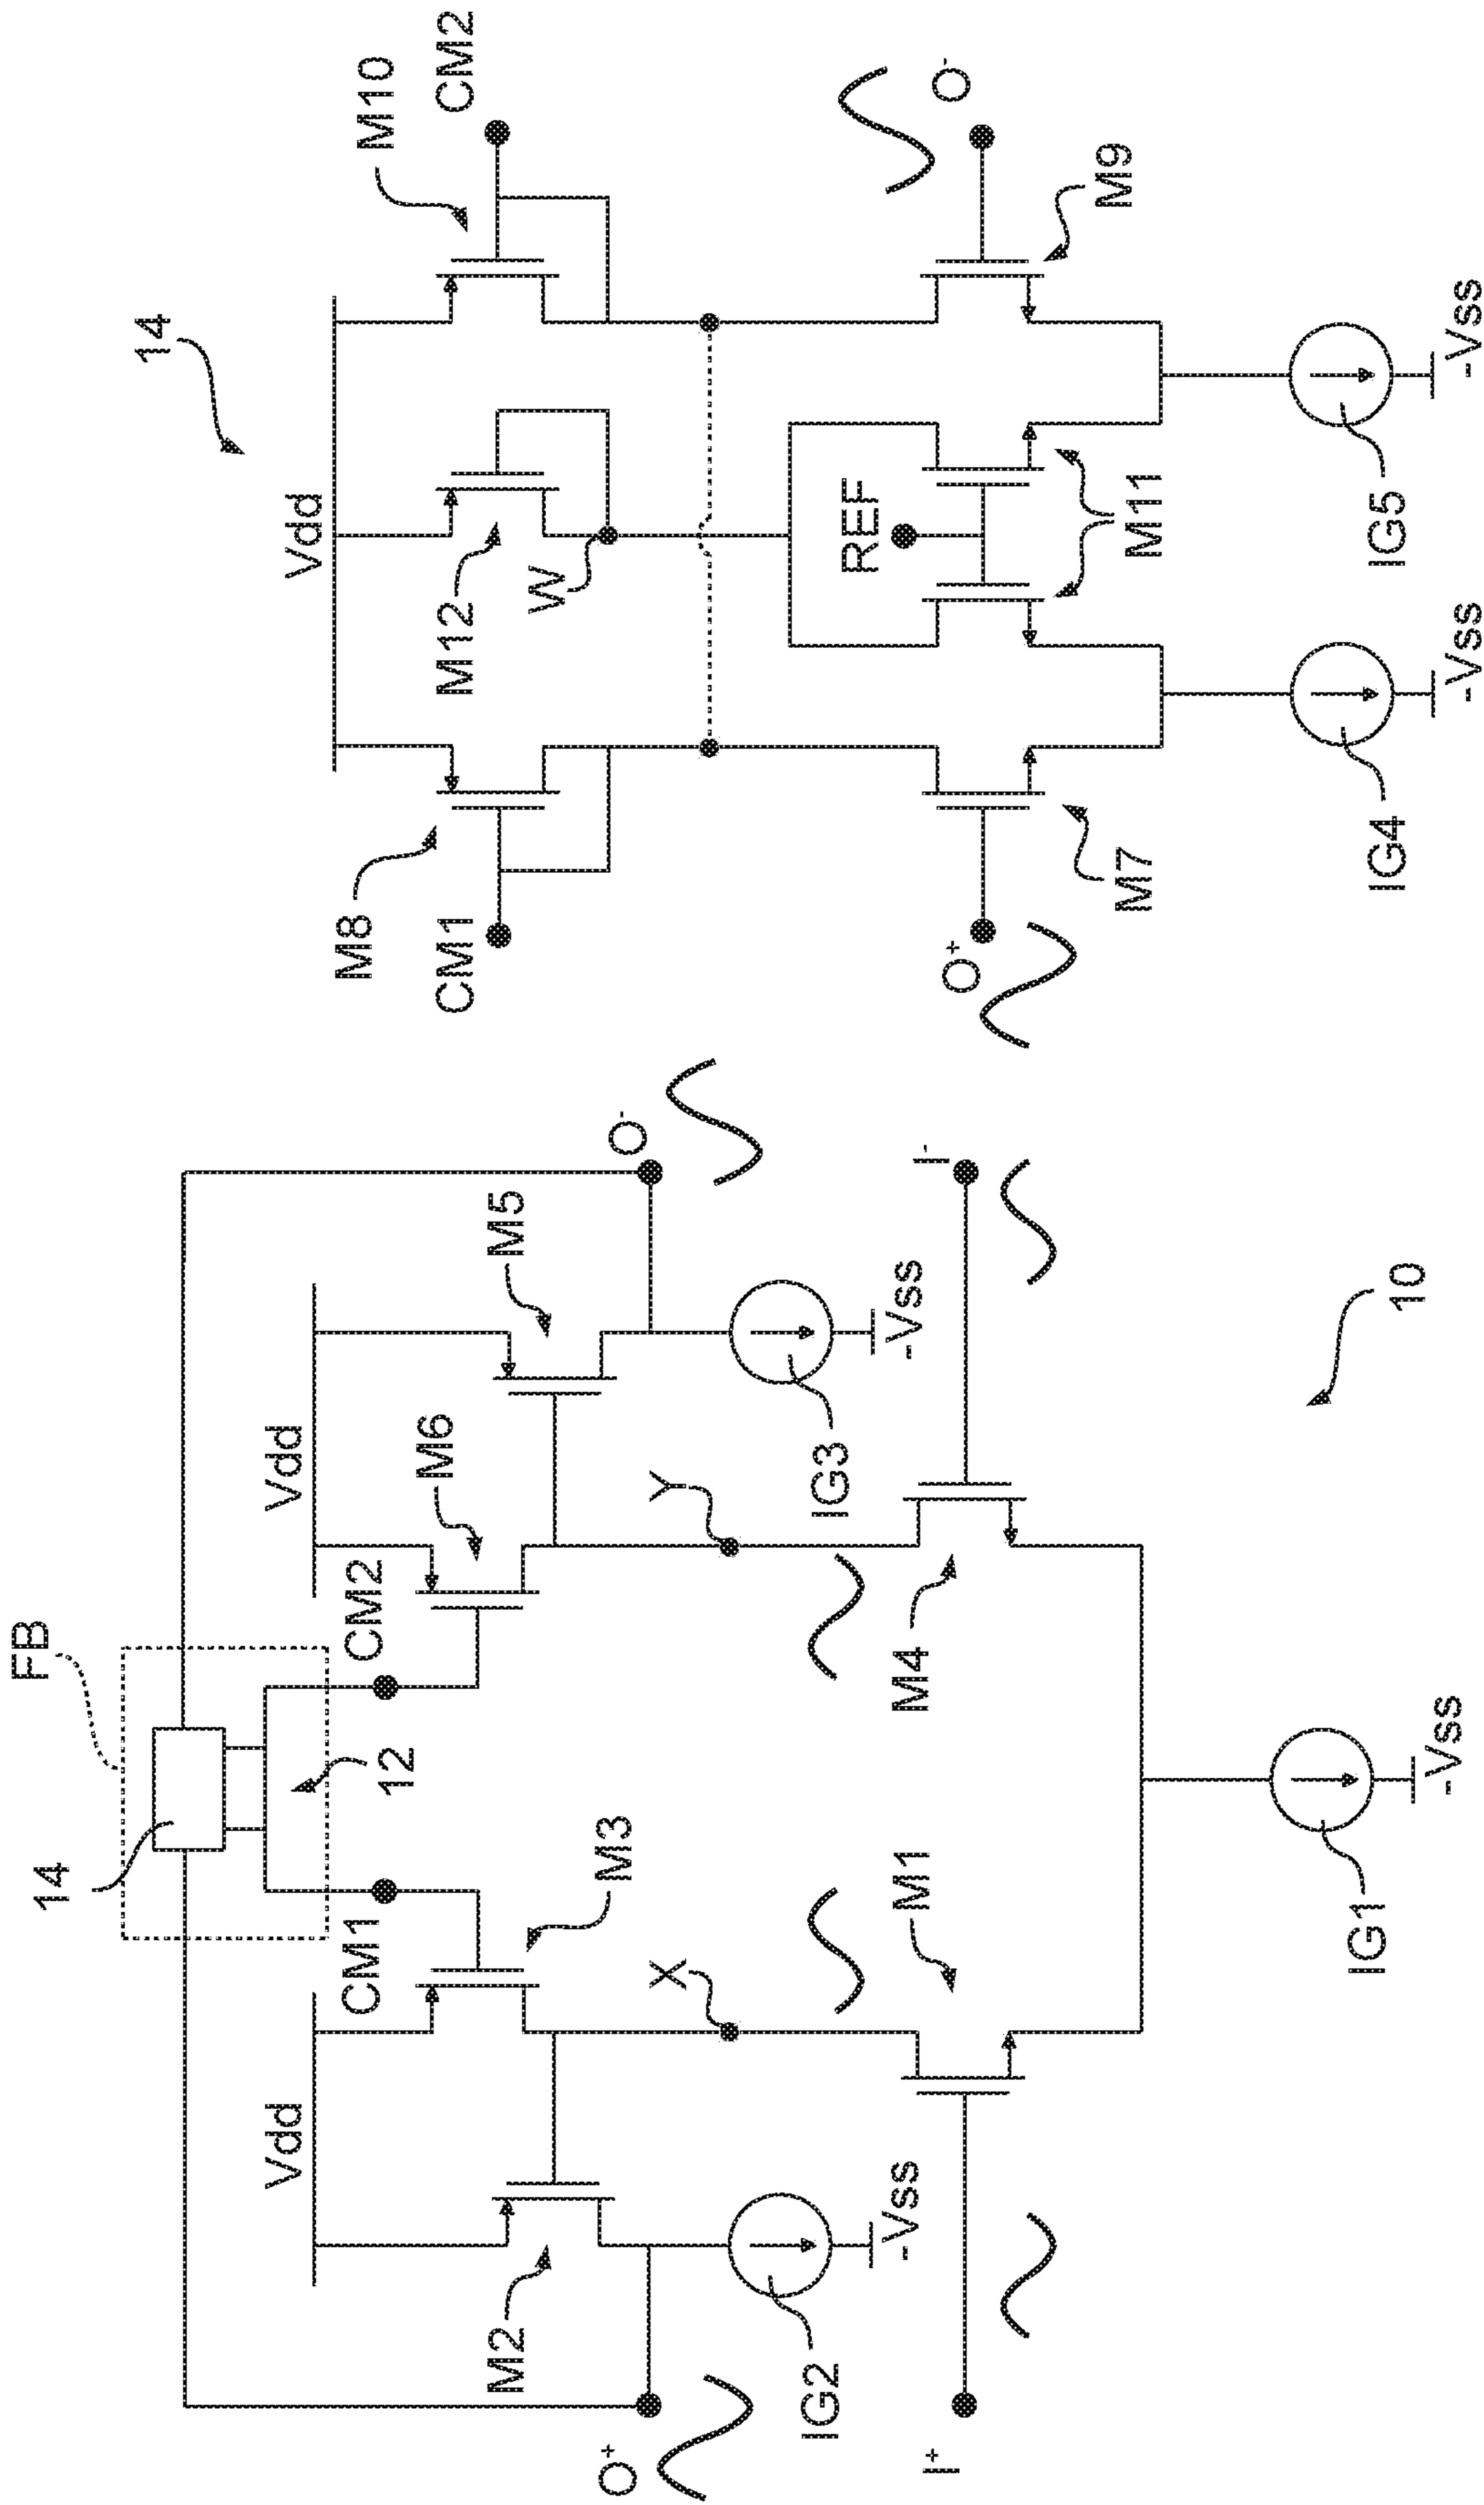 FB
14
12
CM1
CM2
Vdd
Vdd
M3
M6
M2
M5
X
Y
O+
O-
IG2
IG3
-Vss
-Vss
M1
M4
I+
I-
IG1
-Vss
10
14
Vdd
M8
M10
CM1
M12
CM2
W
REF
O+
O-
M7
M11
M9
IG4
-Vss
IG5
-Vss